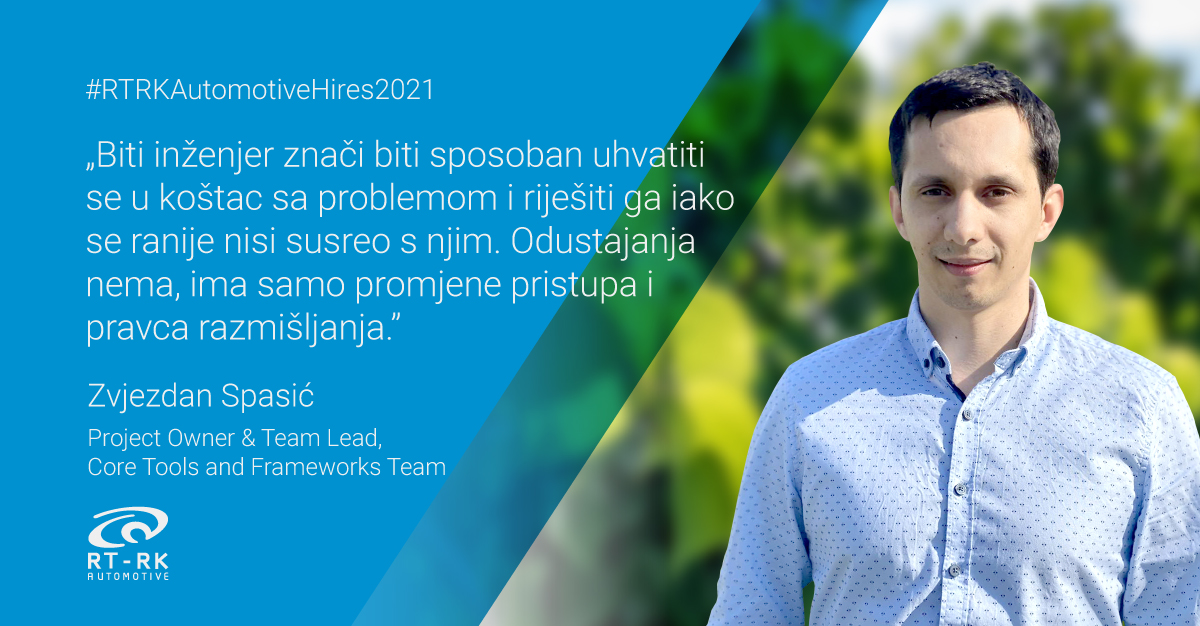 #RTRKAutomotiveHires2021
„Biti inženjer znači biti sposoban uhvatiti
se u koštac sa problemom i riješiti ga iako
se ranije nisi susreo s njim. Odustajanja
nema, ima samo promjene pristupa i
pravca razmišljanja.”
Zvjezdan Spasić
Project Owner & Team Lead,
Core Tools and Frameworks Team
RT-RK
AUTOMOTIVE